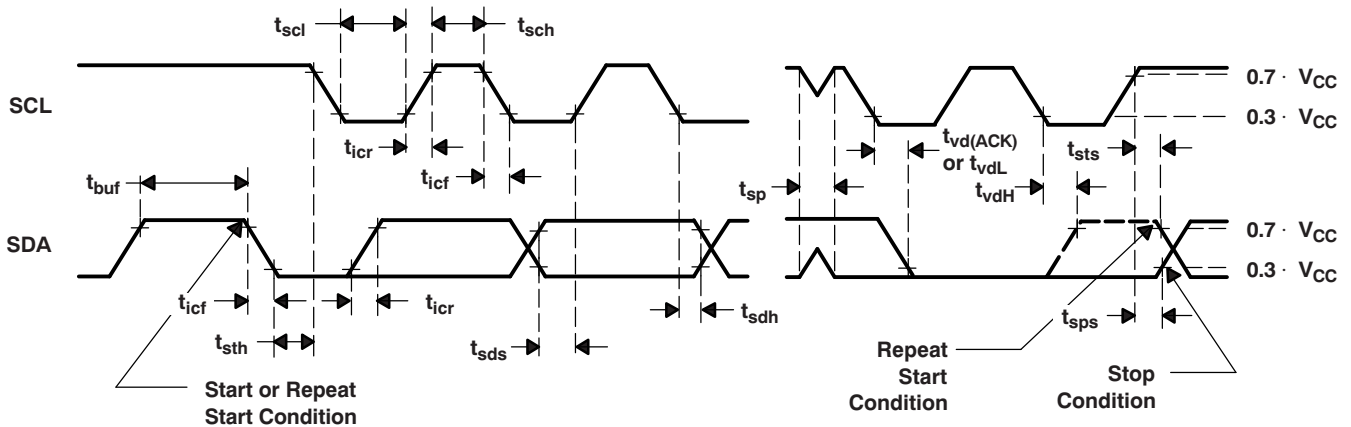 t_scl
t_sch
0.7 · V_CC
SCL
0.3 · V_CC
t_icr
t_vd(ACK)
or t_vdL
t_sts
t_buf
t_icf
t_sp
t_vdH
SDA
0.7 · V_CC
0.3 · V_CC
t_icf
t_icr
t_sdh
t_sps
t_sth
t_sds
Repeat
Start
Condition
Stop
Condition
Start or Repeat
Start Condition